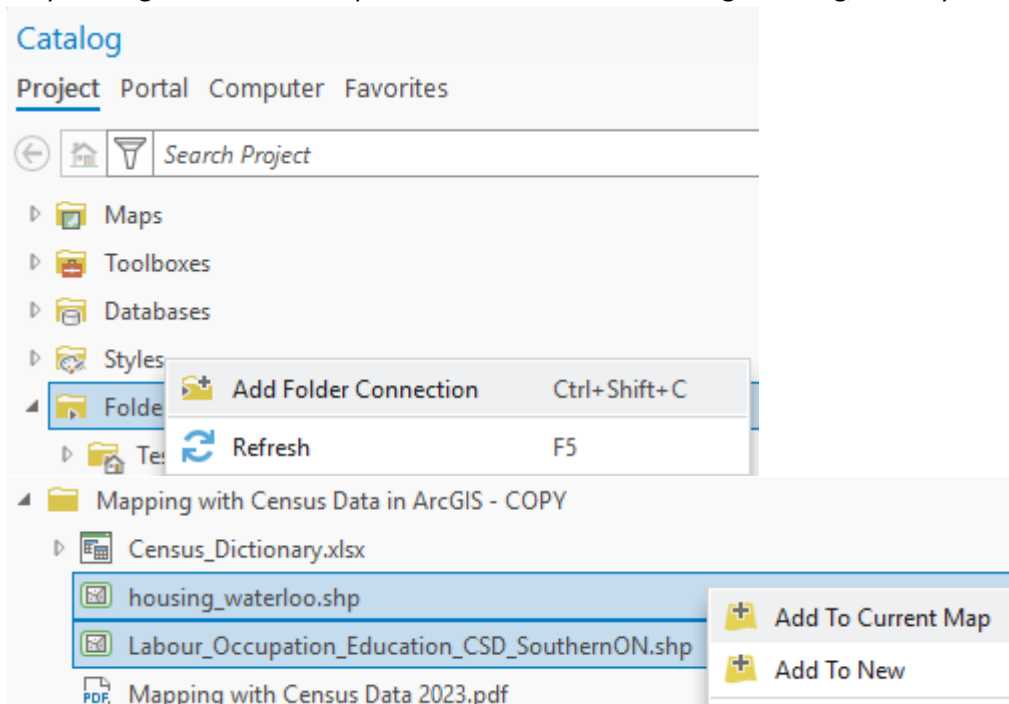 Catalog
Project Portal Computer Favorites
Search Project
Maps
Toolboxes
Databases
Styles
Add Folder Connection Ctrl+Shift+C
Folde
Refresh F5
Te
Mapping with Census Data in ArcGIS - COPY
Census_Dictionary.xlsx
housing_waterloo.shp
Add To Current Map
Labour_Occupation_Education_CSD_SouthernON.shp
Add To New
PDF Mapping with Census Data 2023.pdf